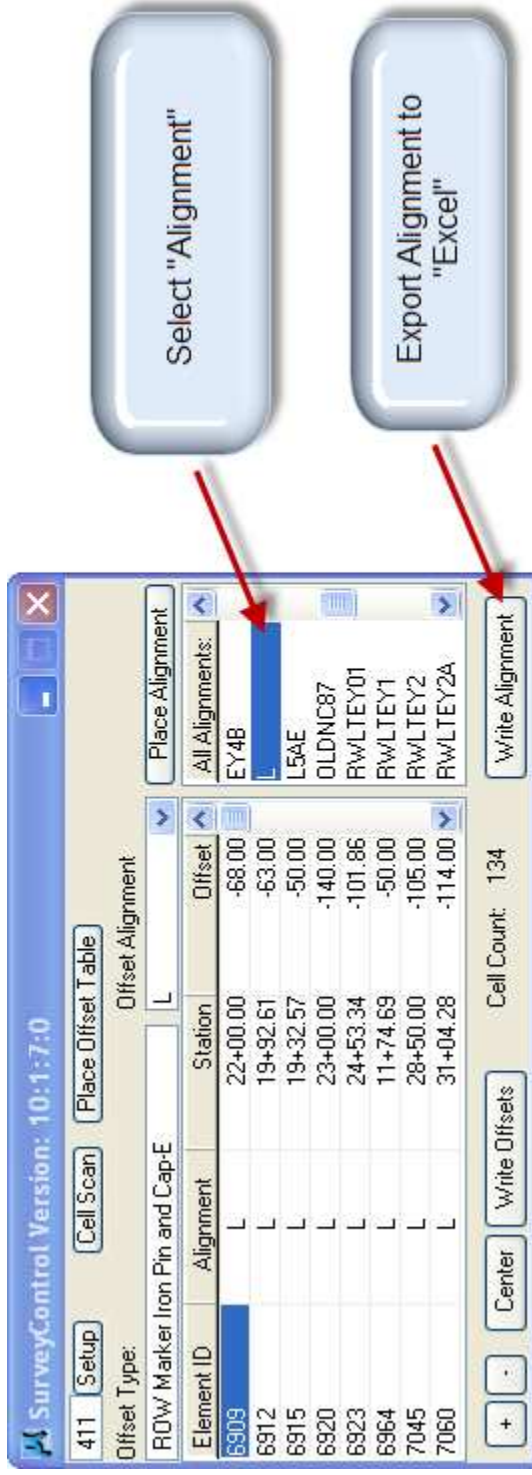 SurveyControl Version: 10:1:7:0
411 Setup Cell Scan Place Offset Table
Offset Type: Offset Alignment
ROW Marker Iron Pin and Cap-E L Place Alignment
Element ID Alignment Station Offset All Alignments:
6909 L 22+00.00 -68.00 EY4B
6912 L 19+92.61 -63.00 L
6915 L 19+32.57 -50.00 L5AE
6920 L 23+00.00 -140.00 OLDNC87
6923 L 24+53.34 -101.86 RWLTEY01
6964 L 11+74.69 -50.00 RWLTEY1
7045 L 28+50.00 -105.00 RWLTEY2
7060 L 31+04.28 -114.00 RWLTEY2A
+ - Center Write Offsets Cell Count: 134 Write Alignment
Select "Alignment"
Export Alignment to
"Excel"